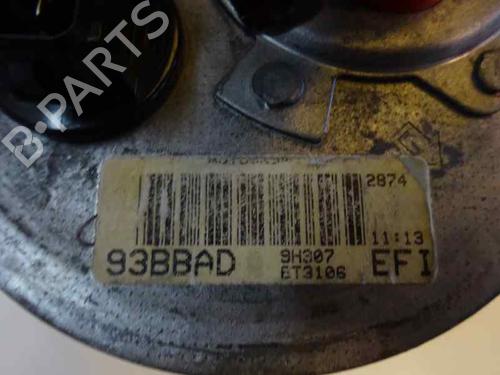 B-PARTS
2874
11:13
93BBAD 9H307 EFI
ET3106